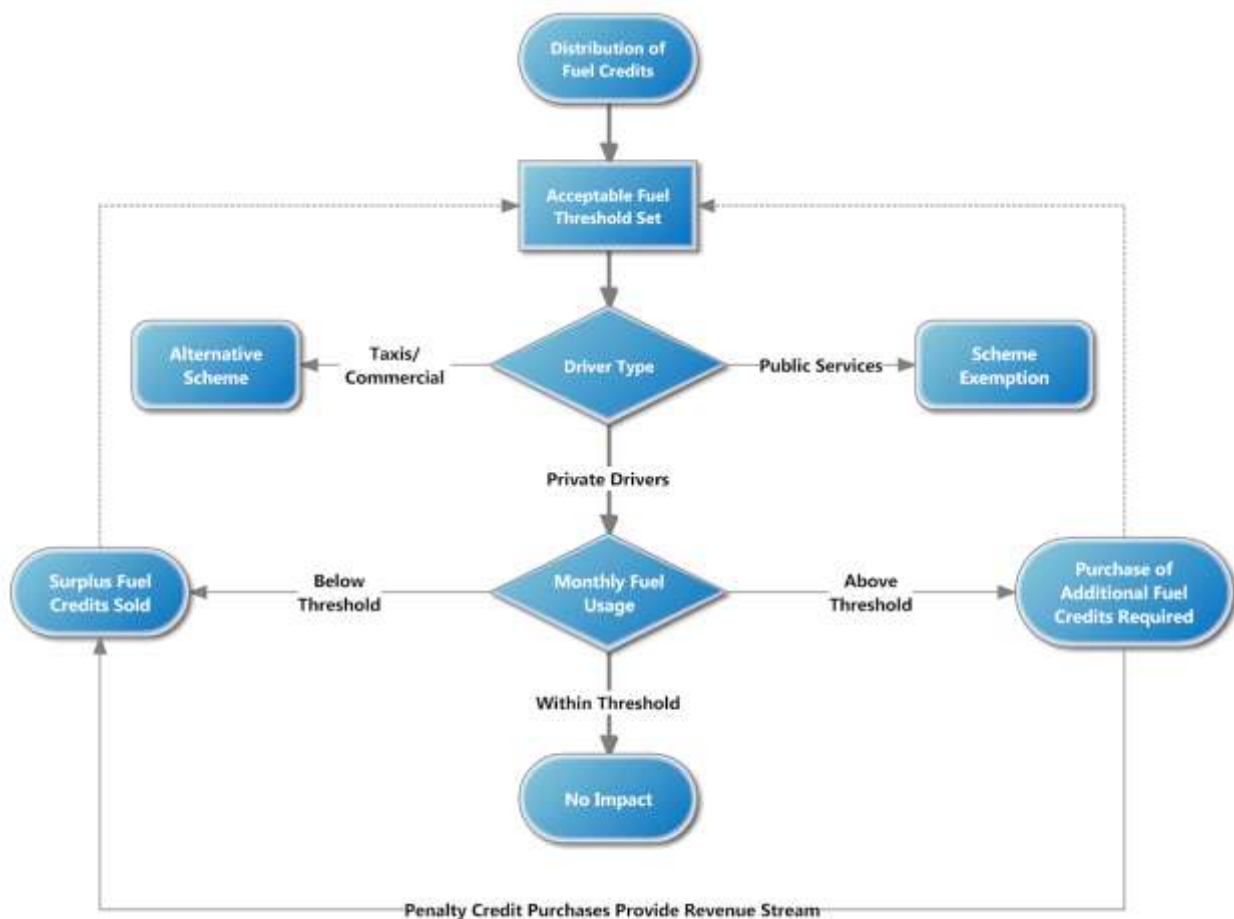 Distribution of
Fuel Credits
Acceptable Fuel
Threshold Set
Alternative
Scheme
Taxis/
Commercial
Driver Type
Public Services
Scheme
Exemption
Private Drivers
Surplus Fuel
Credits Sold
Below
Threshold
Monthly Fuel
Usage
Above
Threshold
Purchase of
Additional Fuel
Credits Required
Within Threshold
No Impact
Penalty Credit Purchases Provide Revenue Stream